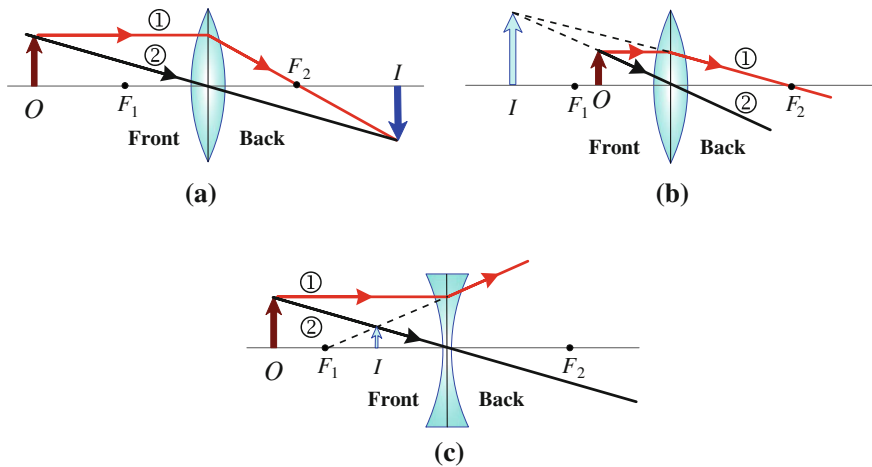 ① ② F₂ I
O F₁
Front Back
(a)
① ②
I F₁ O F₂
Front Back
(b)
① ②
O F₁ I F₂
Front Back
(c)